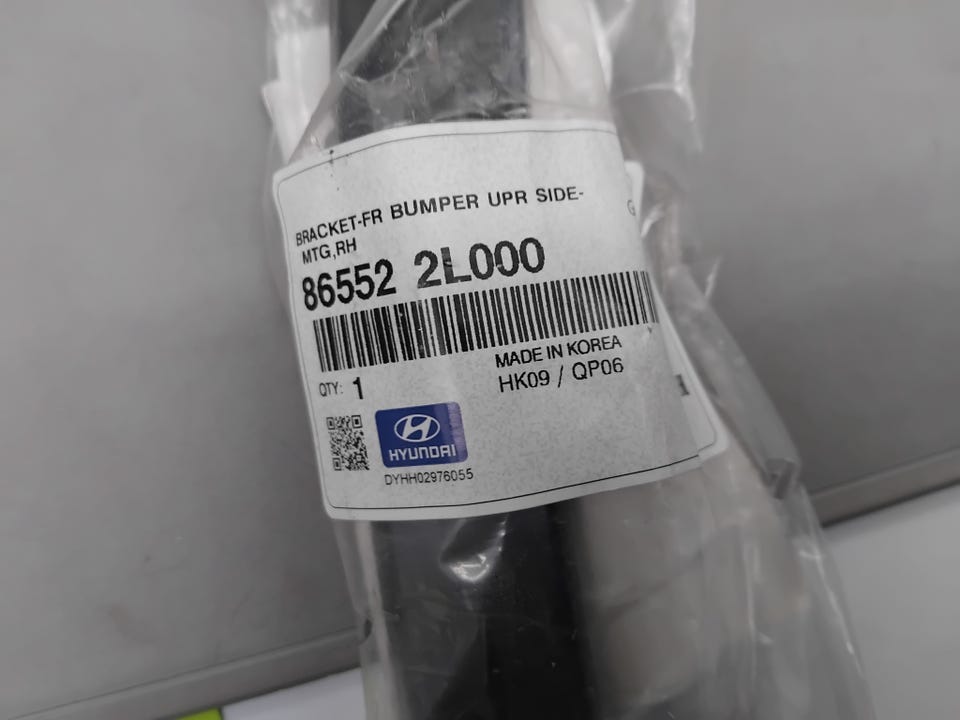 BRACKET-FR BUMPER UPR SIDE-
MTG,RH
G
86552 2L000
MADE IN KOREA
HK09 / QP06
QTY: 1
HYUNDAI
DYHH02976055